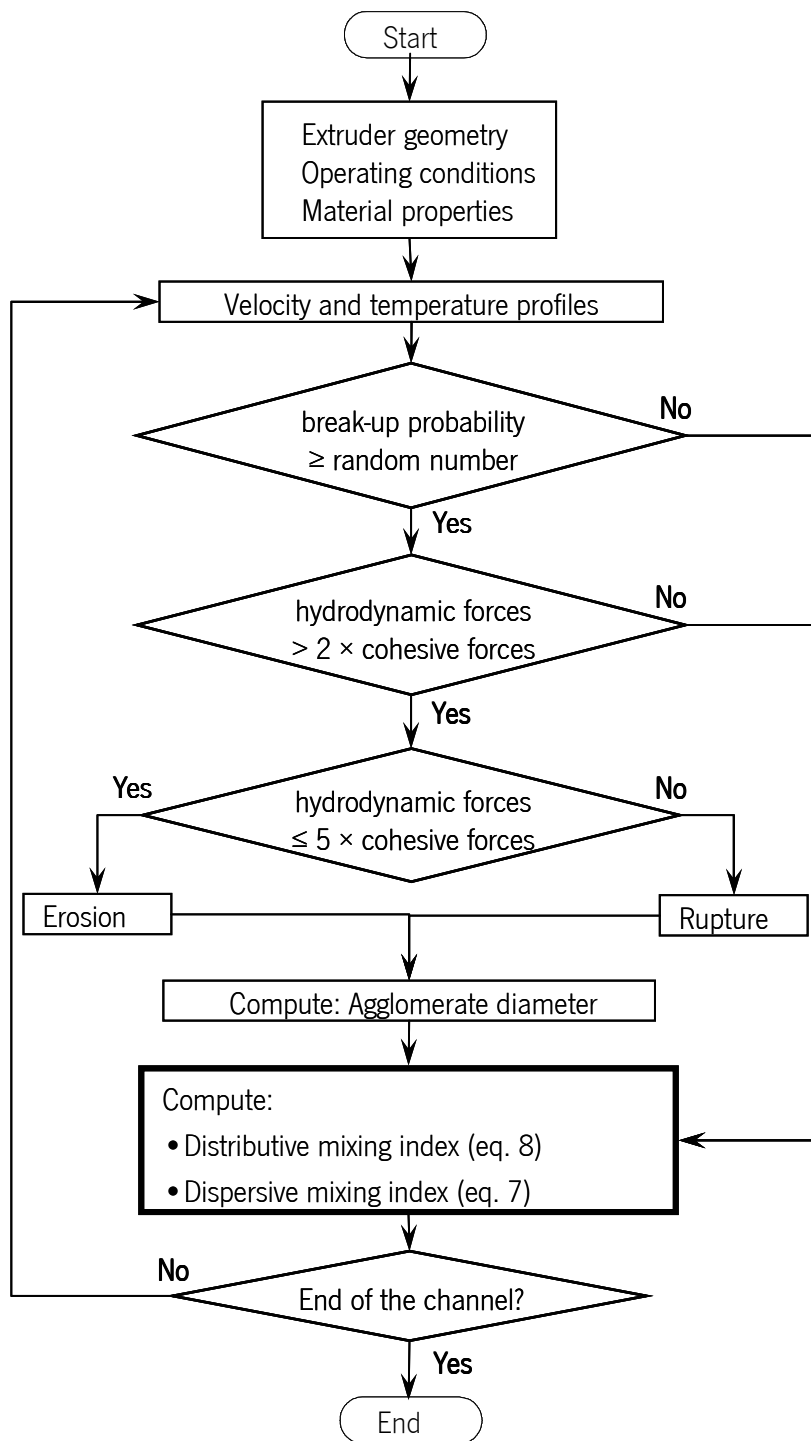 Start
Extruder geometry
Operating conditions
Material properties
Velocity and temperature profiles
break-up probability
≥ random number
No
Yes
hydrodynamic forces
> 2 × cohesive forces
No
Yes
hydrodynamic forces
≤ 5 × cohesive forces
Yes
No
Erosion
Rupture
Compute: Agglomerate diameter
Compute:
• Distributive mixing index (eq. 8)
• Dispersive mixing index (eq. 7)
No
End of the channel?
Yes
End